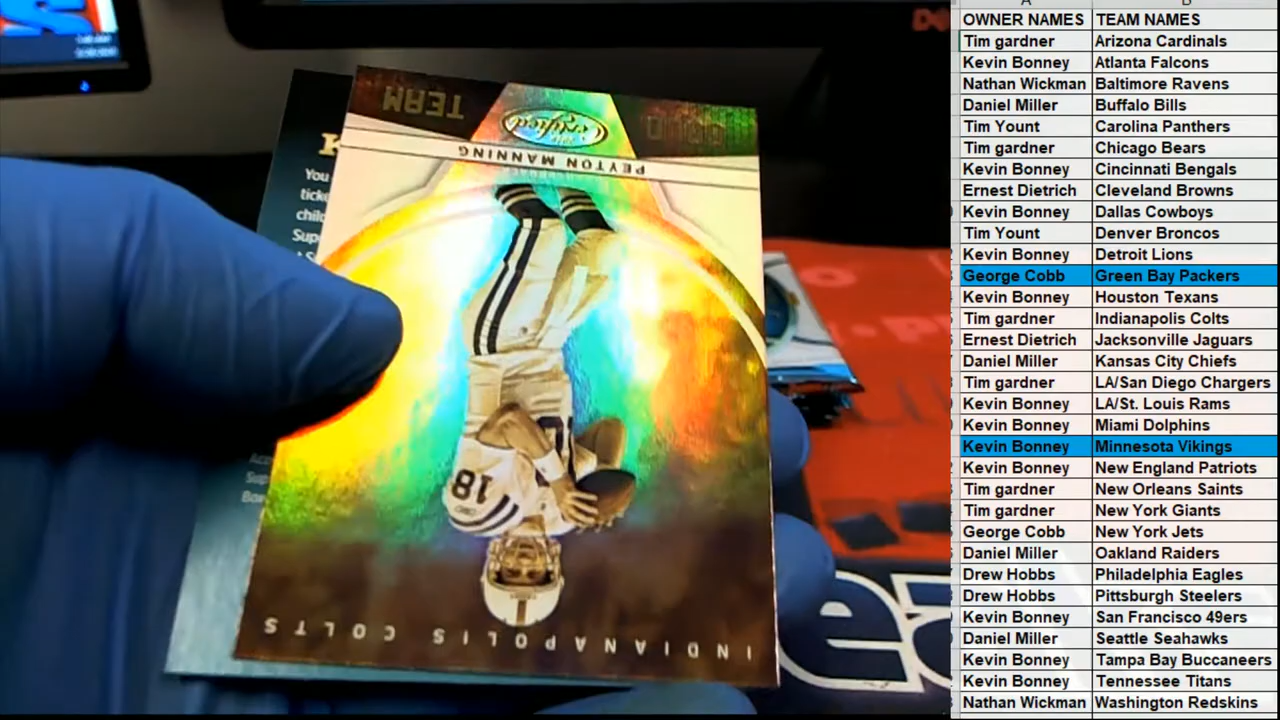 INDIANAPOLIS COLTS
18
PEYTON MANNING
Certified
GOLD TEAM
You
ticke
chil
Sup
OWNER NAMES TEAM NAMES
Tim gardner Arizona Cardinals
Kevin Bonney Atlanta Falcons
Nathan Wickman Baltimore Ravens
Daniel Miller Buffalo Bills
Tim Yount Carolina Panthers
Tim gardner Chicago Bears
Kevin Bonney Cincinnati Bengals
Ernest Dietrich Cleveland Browns
Kevin Bonney Dallas Cowboys
Tim Yount Denver Broncos
Kevin Bonney Detroit Lions
George Cobb Green Bay Packers
Kevin Bonney Houston Texans
Tim gardner Indianapolis Colts
Ernest Dietrich Jacksonville Jaguars
Daniel Miller Kansas City Chiefs
Tim gardner LA/San Diego Chargers
Kevin Bonney LA/St. Louis Rams
Kevin Bonney Miami Dolphins
Kevin Bonney Minnesota Vikings
Kevin Bonney New England Patriots
Tim gardner New Orleans Saints
Tim gardner New York Giants
George Cobb New York Jets
Daniel Miller Oakland Raiders
Drew Hobbs Philadelphia Eagles
Drew Hobbs Pittsburgh Steelers
Kevin Bonney San Francisco 49ers
Daniel Miller Seattle Seahawks
Kevin Bonney Tampa Bay Buccaneers
Kevin Bonney Tennessee Titans
Nathan Wickman Washington Redskins